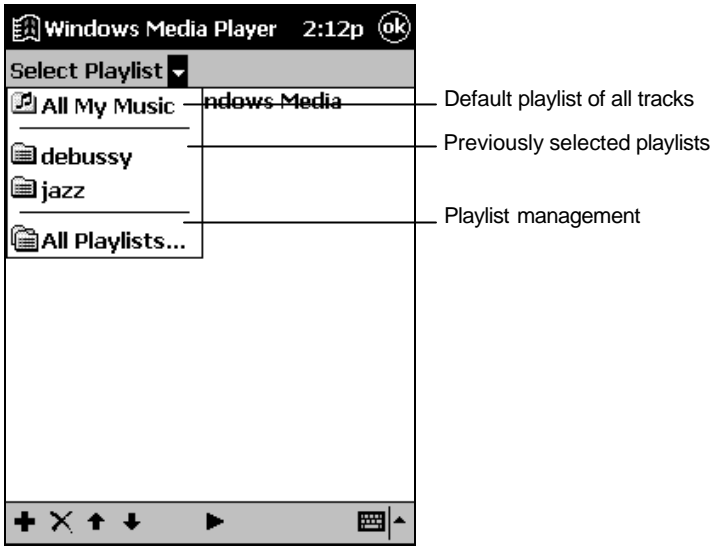 Windows Media Player 2:12p ok
Select Playlist
All My Music ndows Media
Default playlist of all tracks
Previously selected playlists
debussy
jazz
Playlist management
All Playlists...